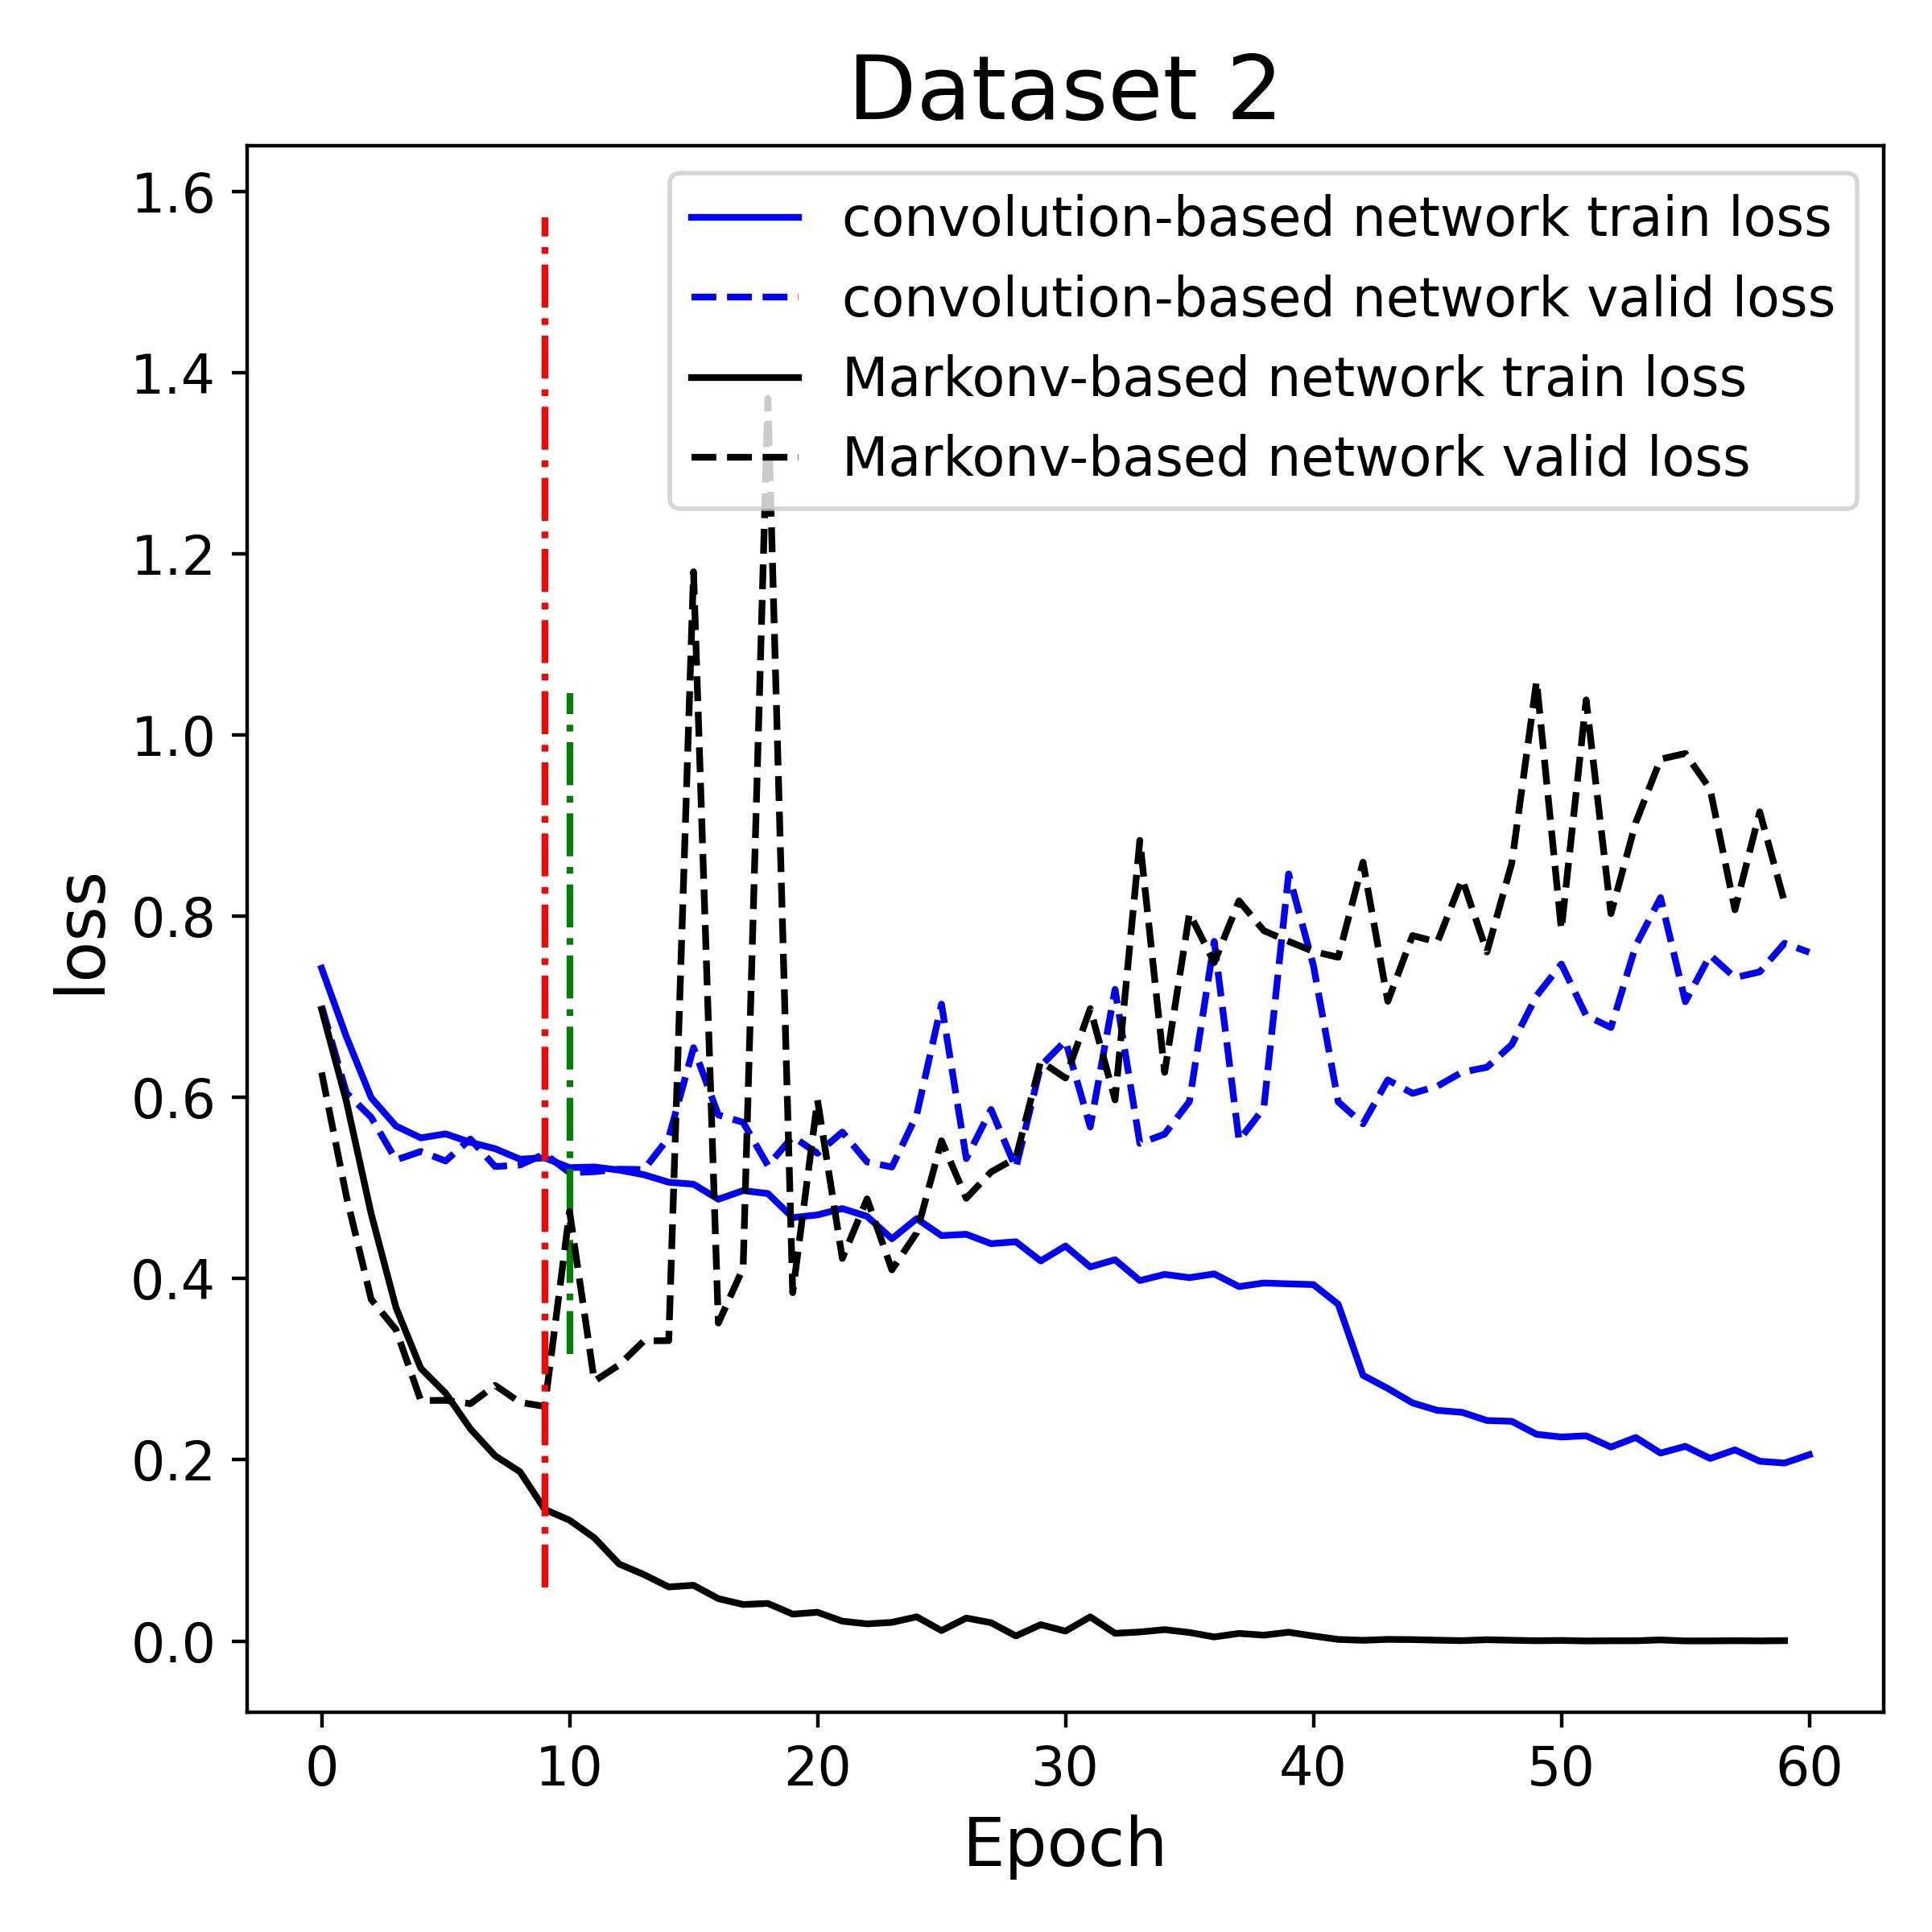 Dataset 2
1.6
1.4
1.2
1.0
0.8
0.6
0.4
0.2
0.0
loss
convolution-based network train loss
convolution-based network valid loss
Markonv-based network train loss
Markonv-based network valid loss
0 10 20 30 40 50 60
Epoch